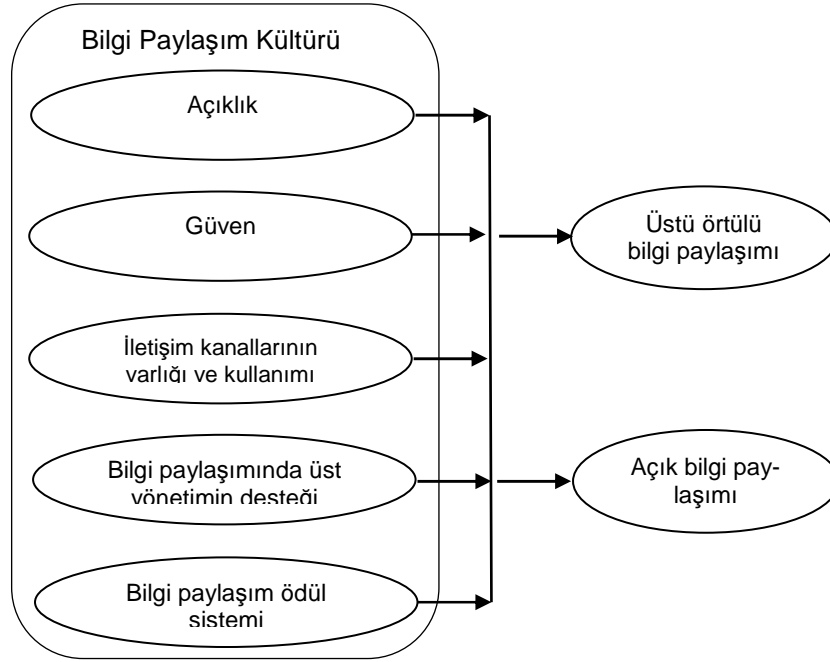 Bilgi Paylaşım Kültürü
Açıklık
Güven
İletişim kanallarının
varlığı ve kullanımı
Bilgi paylaşımında üst
yönetimin desteği
Bilgi paylaşım ödül
sistemi
Üstü örtülü
bilgi paylaşımı
Açık bilgi pay-
laşımı